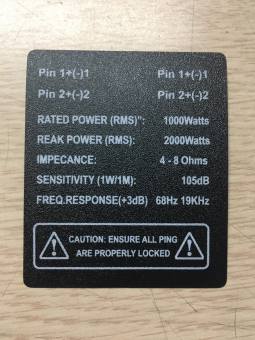 Pin 1+(-)1 Pin 1+(-)1
Pin 2+(-)2 Pin 2+(-)2
RATED POWER (RMS)": 1000Watts
REAK POWER (RMS): 2000Watts
IMPECANCE: 4 - 8 Ohms
SENSITIVITY (1W/1M): 105dB
FREQ.RESPONSE(+3dB) 68Hz 19KHz
CAUTION: ENSURE ALL PING
ARE PROPERLY LOCKED